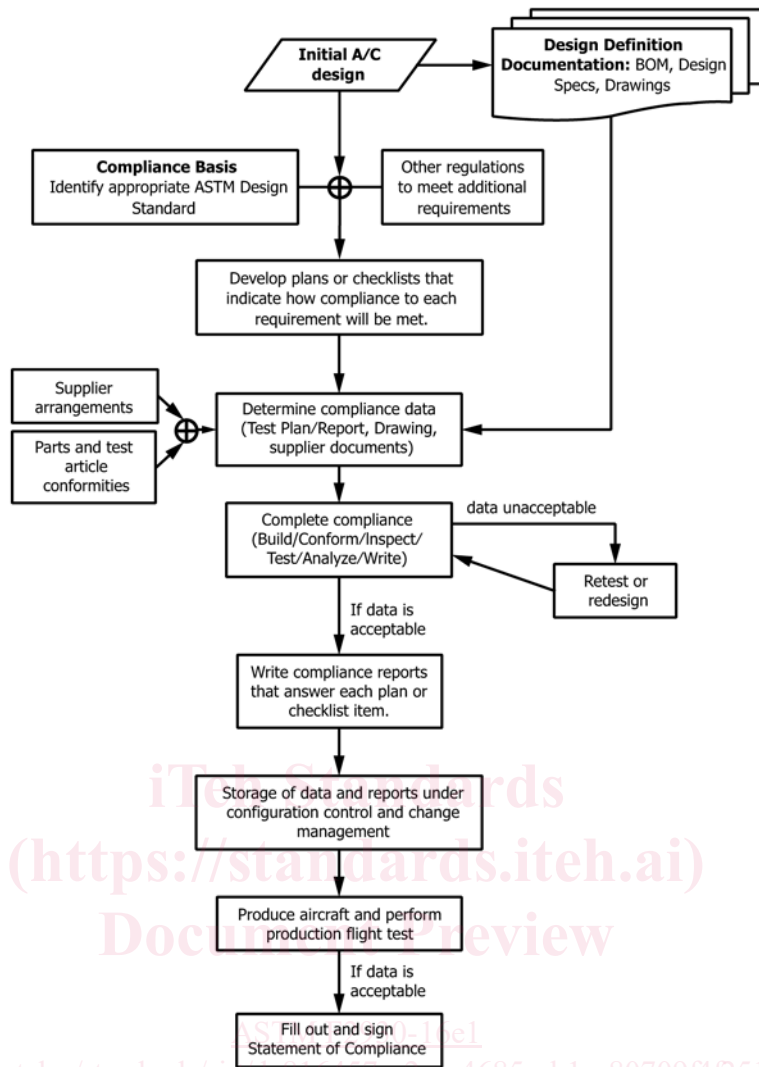 Initial A/C
design
Design Definition
Documentation: BOM, Design
Specs, Drawings
Compliance Basis
Identify appropriate ASTM Design
Standard
Other regulations
to meet additional
requirements
Develop plans or checklists that
indicate how compliance to each
requirement will be met.
Supplier
arrangements
Parts and test
article
conformities
Determine compliance data
(Test Plan/Report, Drawing,
supplier documents)
Complete compliance
(Build/Conform/Inspect/
Test/Analyze/Write)
data unacceptable
Retest or
redesign
If data is
acceptable
Write compliance reports
that answer each plan or
checklist item.
iTeh Standards
Storage of data and reports under
configuration control and change
management
(https://standards.iteh.ai)
Produce aircraft and perform
production flight test
Document Preview
If data is
acceptable
Fill out and sign
Statement of Compliance